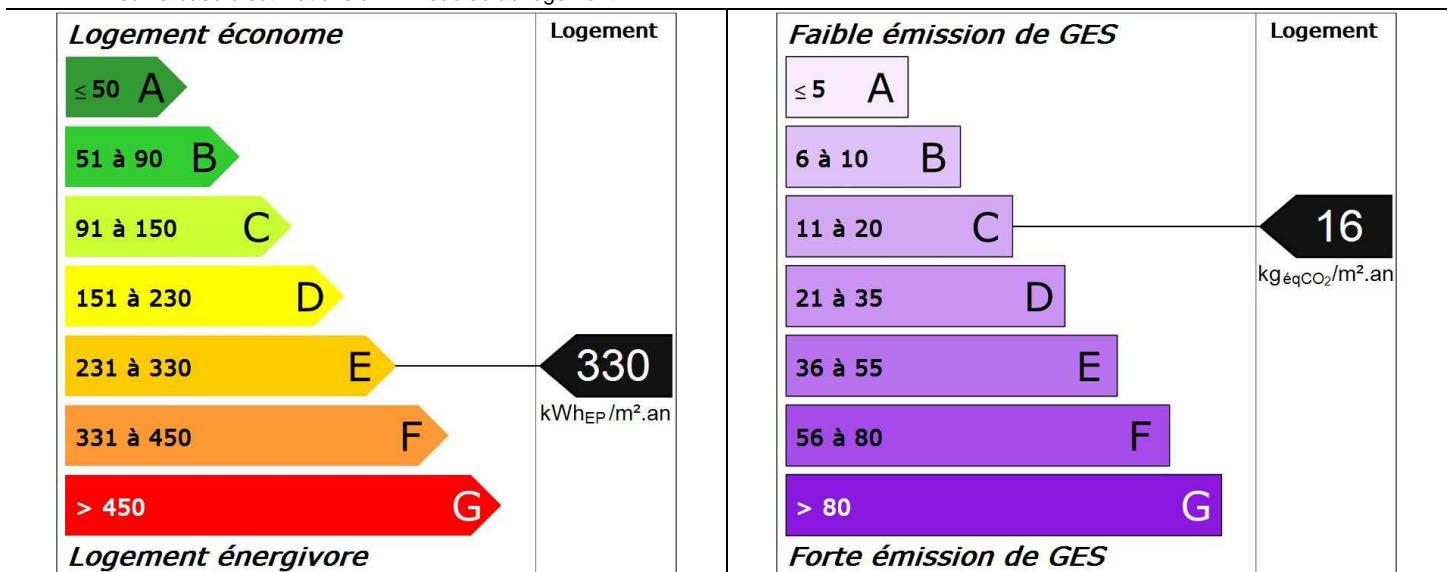 Logement économe Logement
≤ 50 A
51 à 90 B
91 à 150 C
151 à 230 D
231 à 330 E 330
kWhEP/m².an
331 à 450 F
> 450 G
Logement énergivore
Faible émission de GES Logement
≤ 5 A
6 à 10 B
11 à 20 C 16
kgéqCO₂/m².an
21 à 35 D
36 à 55 E
56 à 80 F
> 80 G
Forte émission de GES